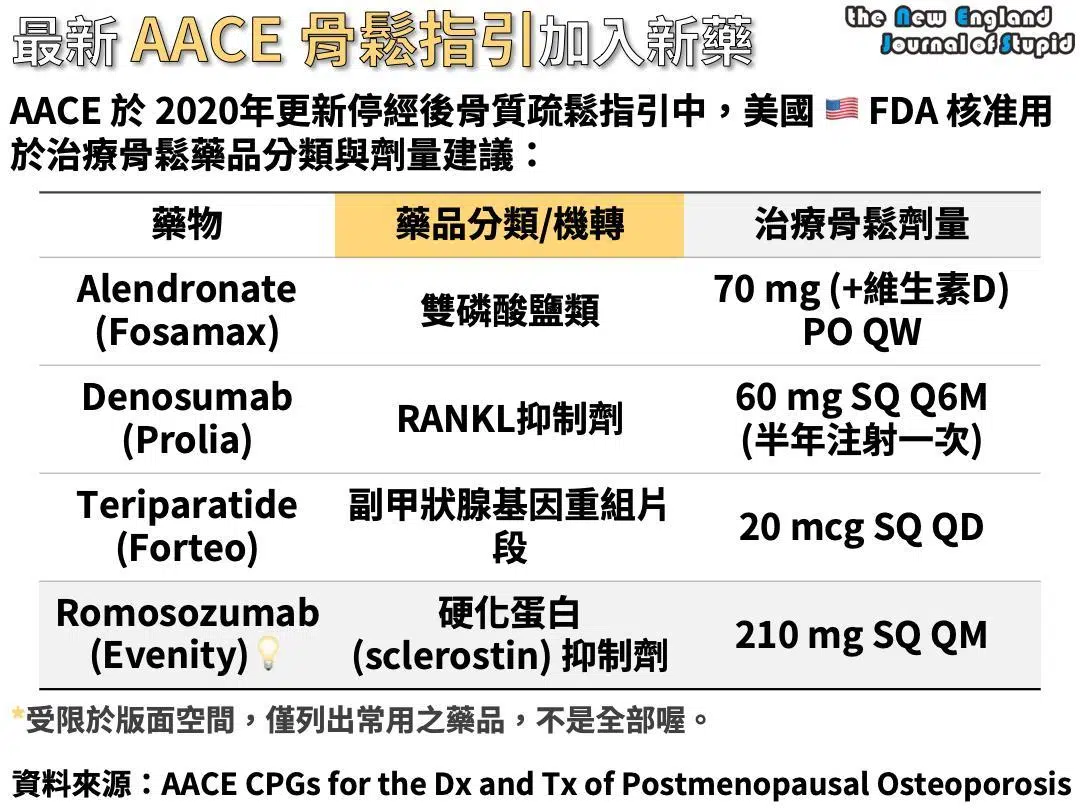 最新 AACE 骨鬆指引加入新藥
the New England
Journal of Stupid
AACE 於 2020年更新停經後骨質疏鬆指引中，美國 🇺🇸 FDA 核准用
於治療骨鬆藥品分類與劑量建議：
藥物 藥品分類/機轉 治療骨鬆劑量
Alendronate
(Fosamax)
雙磷酸鹽類
70 mg (+維生素D)
PO QW
Denosumab
(Prolia)
RANKL抑制劑
60 mg SQ Q6M
(半年注射一次)
Teriparatide
(Forteo)
副甲狀腺基因重組片
段
20 mcg SQ QD
Romosozumab
(Evenity)💡
硬化蛋白
(sclerostin) 抑制劑
210 mg SQ QM
*受限於版面空間，僅列出常用之藥品，不是全部喔。
資料來源：AACE CPGs for the Dx and Tx of Postmenopausal Osteoporosis